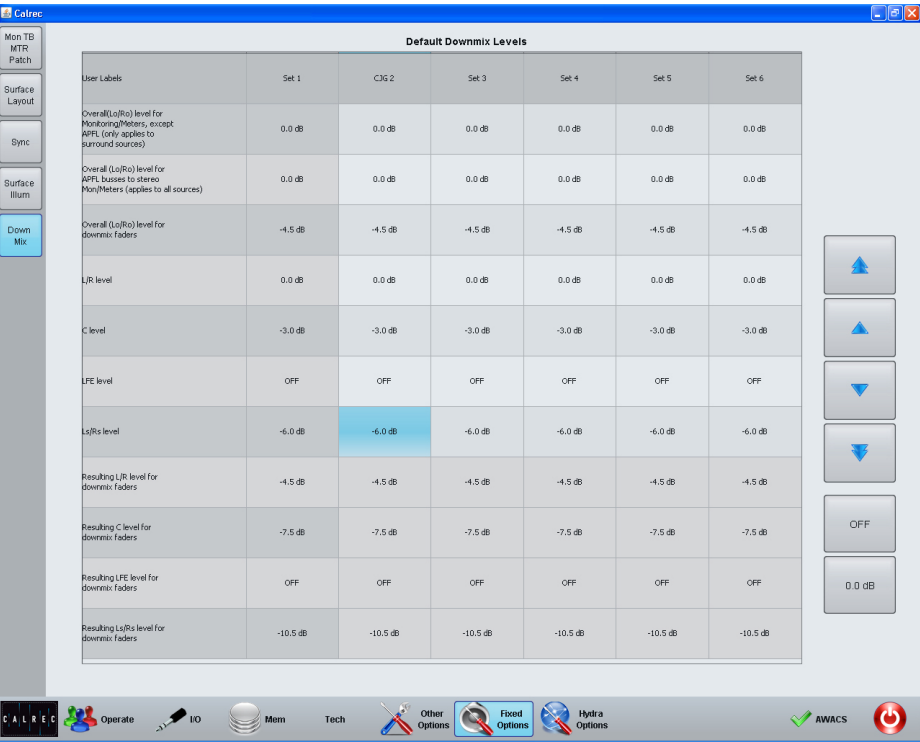 Calrec
Mon TB
MTR
Patch
Surface
Layout
Sync
Surface
Illum
Down
Mix
Default Downmix Levels
User Labels Set 1 CJG 2 Set 3 Set 4 Set 5 Set 6
Overall(Lo/Ro) level for
Monitoring/Meters, except
APFL (only applies to
surround sources)
0.0 dB 0.0 dB 0.0 dB 0.0 dB 0.0 dB 0.0 dB
Overall (Lo/Ro) level for
APFL busses to stereo
Mon/Meters (applies to all sources)
0.0 dB 0.0 dB 0.0 dB 0.0 dB 0.0 dB 0.0 dB
Overall (Lo/Ro) level for
downmix faders
-4.5 dB -4.5 dB -4.5 dB -4.5 dB -4.5 dB -4.5 dB
L/R level 0.0 dB 0.0 dB 0.0 dB 0.0 dB 0.0 dB 0.0 dB
C level -3.0 dB -3.0 dB -3.0 dB -3.0 dB -3.0 dB -3.0 dB
LFE level OFF OFF OFF OFF OFF OFF
Ls/Rs level -6.0 dB -6.0 dB -6.0 dB -6.0 dB -6.0 dB -6.0 dB
Resulting L/R level for
downmix faders
-4.5 dB -4.5 dB -4.5 dB -4.5 dB -4.5 dB -4.5 dB
Resulting C level for
downmix faders
-7.5 dB -7.5 dB -7.5 dB -7.5 dB -7.5 dB -7.5 dB
Resulting LFE level for
downmix faders
OFF OFF OFF OFF OFF OFF
Resulting Ls/Rs level for
downmix faders
-10.5 dB -10.5 dB -10.5 dB -10.5 dB -10.5 dB -10.5 dB
OFF
0.0 dB
CALREC
Operate
I/O
Mem
Tech
Other
Options
Fixed
Options
Hydra
Options
AWACS